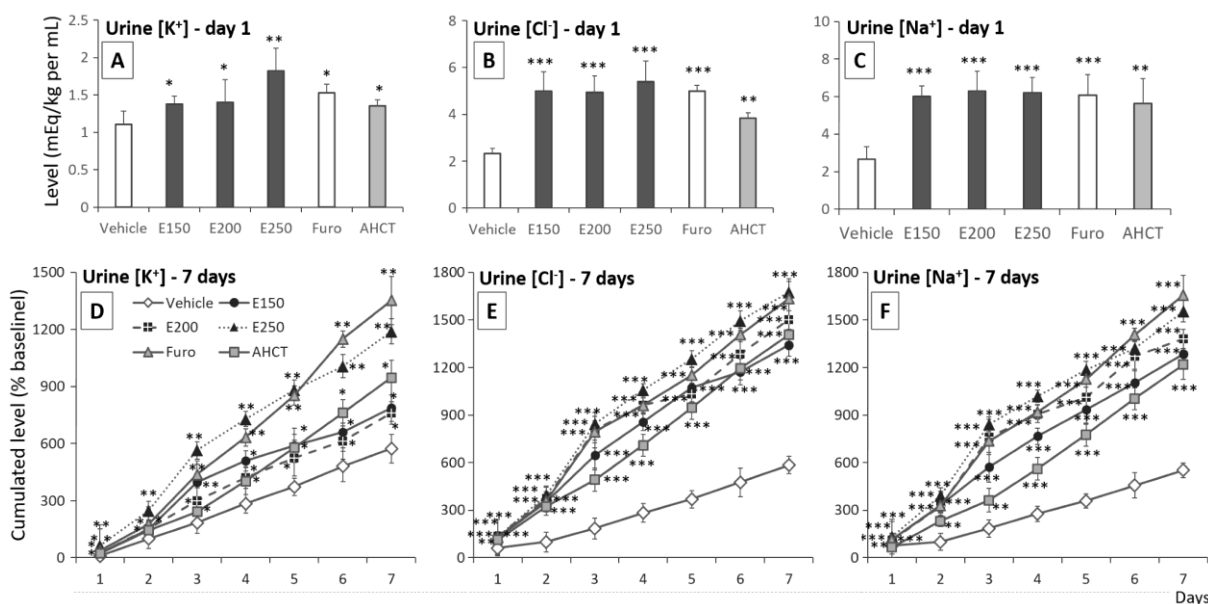 Urine [K⁺] - day 1
Urine [Cl⁻] - day 1
Urine [Na⁺] - day 1
A
B
C
Level (mEq/kg per mL)
2.5
2
1.5
1
0.5
0
* * ** * *
Vehicle E150 E200 E250 Furo AHCT
8
6
4
2
0
*** *** *** *** **
Vehicle E150 E200 E250 Furo AHCT
10
8
6
4
2
0
*** *** *** *** **
Vehicle E150 E200 E250 Furo AHCT
Urine [K⁺] - 7 days
Urine [Cl⁻] - 7 days
Urine [Na⁺] - 7 days
D
E
F
Vehicle E150
E200 E250
Furo AHCT
Cumulated level (% baselinel)
1500
1200
900
600
300
0
1 2 3 4 5 6 7
1800
1500
1200
900
600
300
0
1 2 3 4 5 6 7
1800
1500
1200
900
600
300
0
1 2 3 4 5 6 7
Days